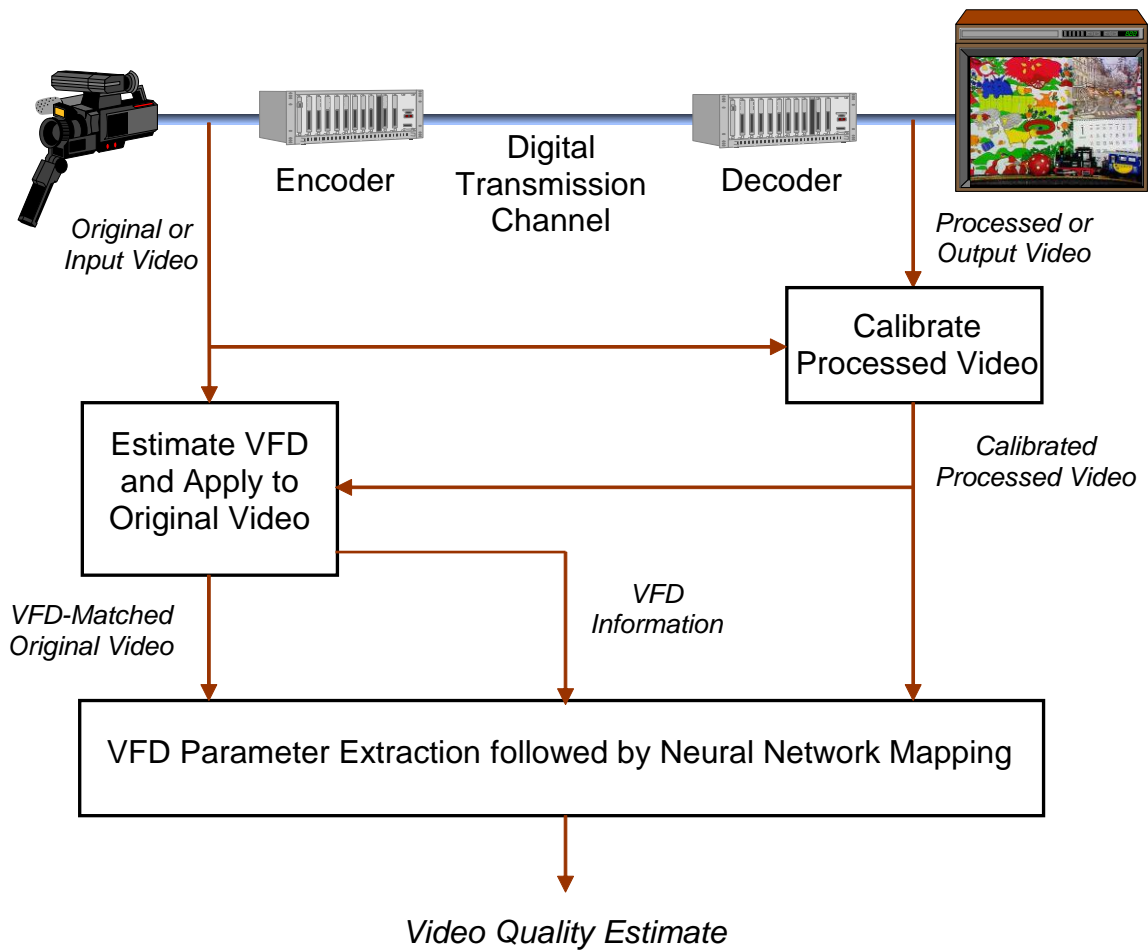 Encoder
Digital
Transmission
Channel
Decoder
Original or
Input Video
Processed or
Output Video
Calibrate
Processed Video
Estimate VFD
and Apply to
Original Video
Calibrated
Processed Video
VFD-Matched
Original Video
VFD
Information
VFD Parameter Extraction followed by Neural Network Mapping
Video Quality Estimate